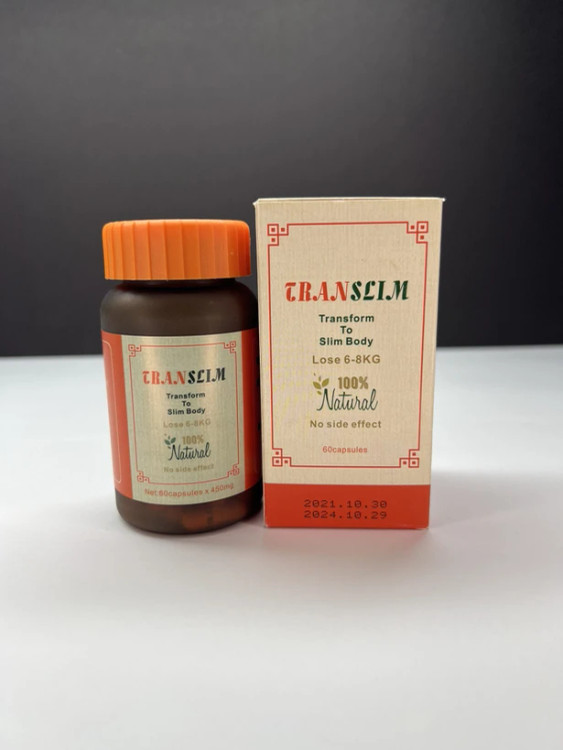 TRANSLIM
Transform
To
Slim Body
Lose 6-8KG
100%
Natural
No side effect
Net:60capsules x 450mg
TRANSLIM
Transform
To
Slim Body
Lose 6-8KG
100%
Natural
No side effect
60capsules
2021.10.30
2024.10.29